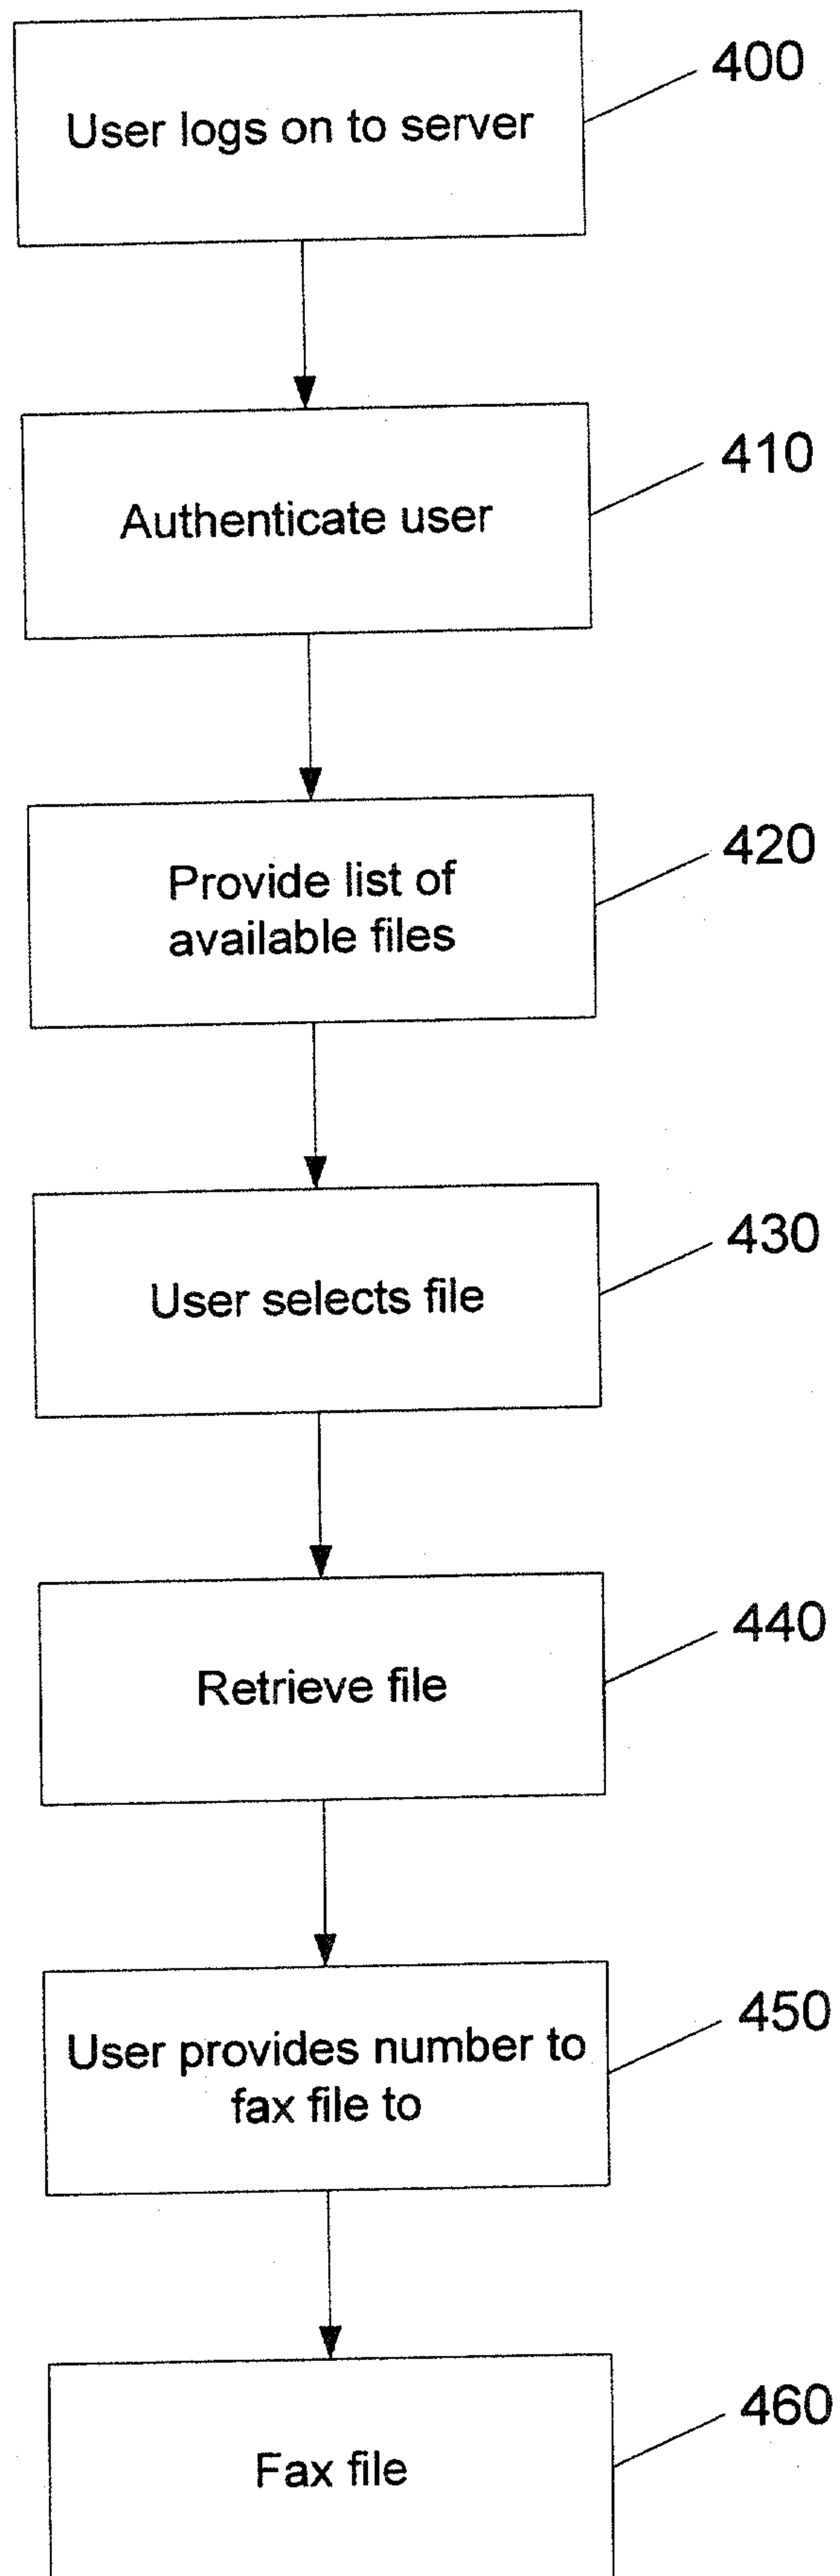 400
User logs on to server
410
Authenticate user
420
Provide list of
available files
430
User selects file
440
Retrieve file
450
User provides number to
fax file to
460
Fax file